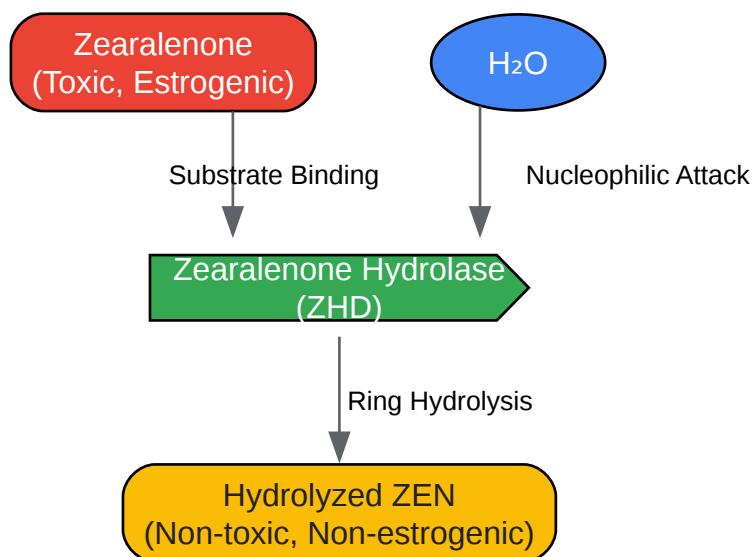 Zearalenone
(Toxic, Estrogenic)
H₂O
Substrate Binding
Nucleophilic Attack
Zearalenone Hydrolase
(ZHD)
Ring Hydrolysis
Hydrolyzed ZEN
(Non-toxic, Non-estrogenic)